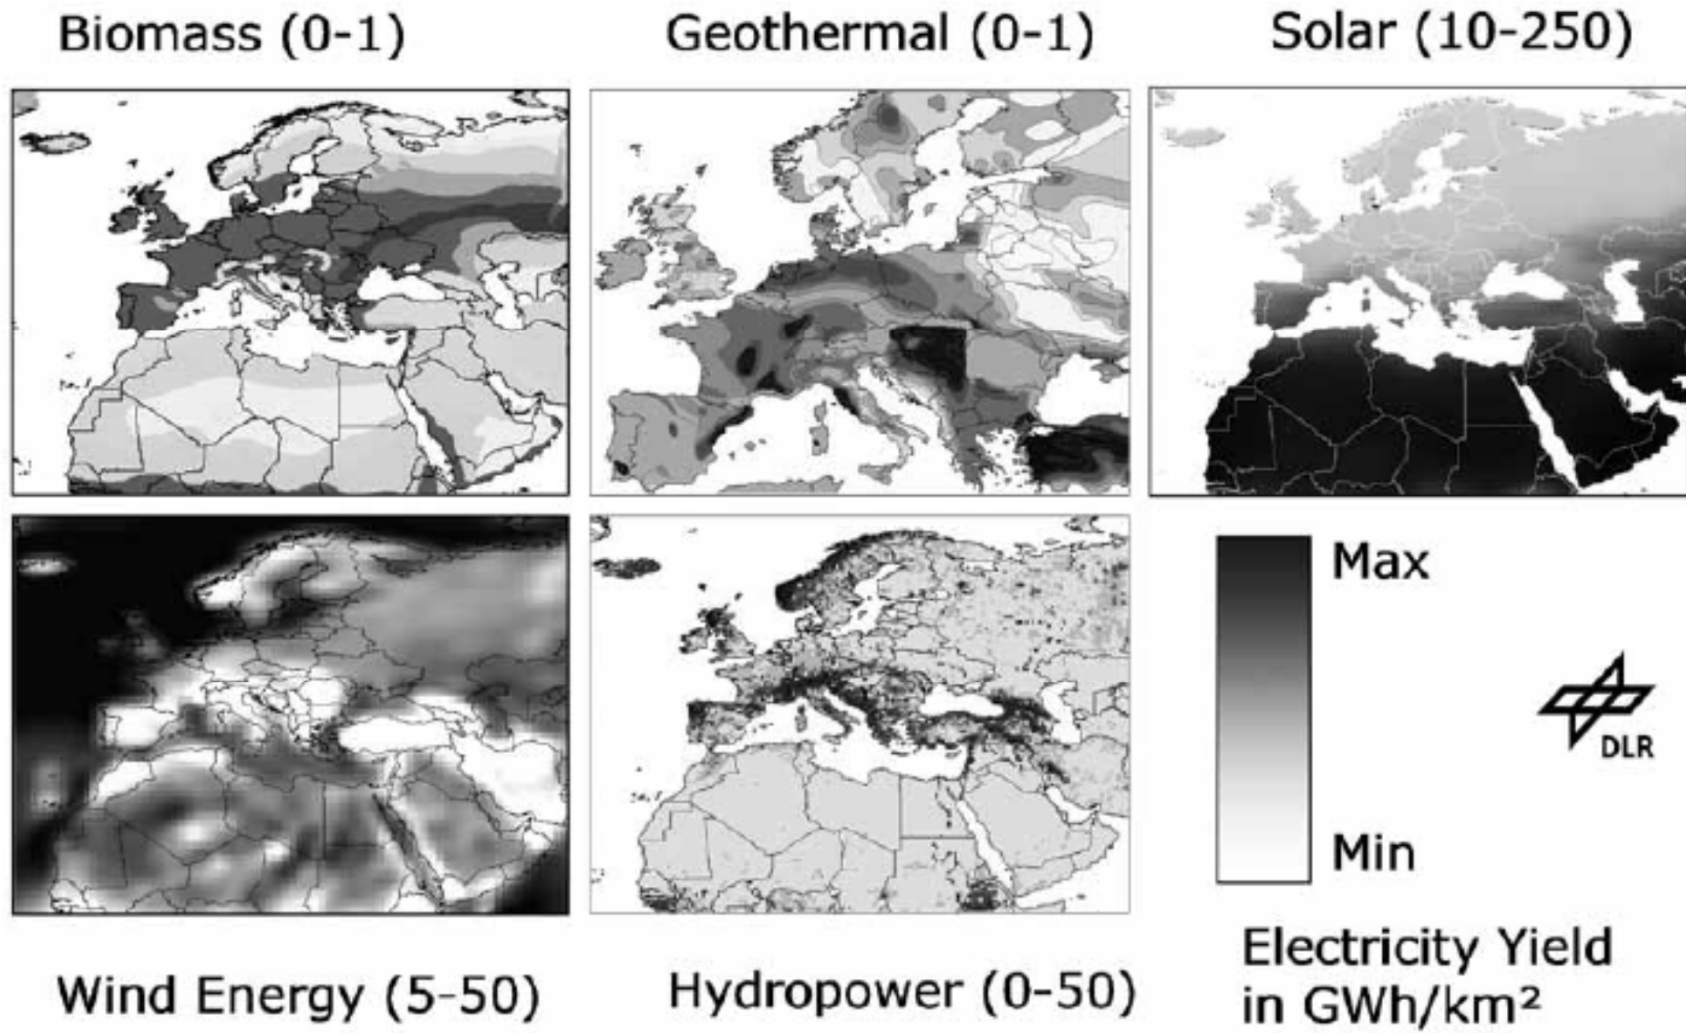 Biomass (0-1)
Geothermal (0-1)
Solar (10-250)
Max
Min
DLR
Wind Energy (5-50)
Hydropower (0-50)
Electricity Yield
in GWh/km²